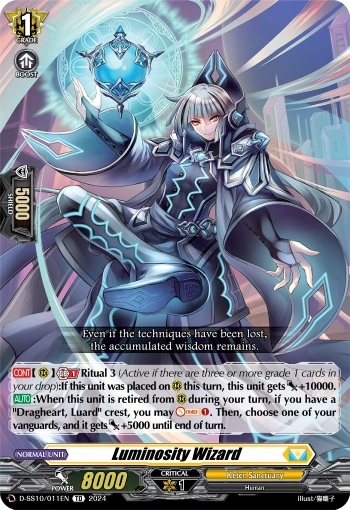 1
GRADE
BOOST
5000
SHIELD
Even if the techniques have been lost,
the accumulated wisdom remains.
CONT【 】 1 Ritual 3 (Active if there are three or more grade 1 cards in
your drop):If this unit was placed on this turn, this unit gets +10000.
AUTO:When this unit is retired from during your turn, if you have a
"Dragheart, Luard" crest, you may 1. Then, choose one of your
vanguards, and it gets +5000 until end of turn.
NORMAL UNIT
Luminosity Wizard
POWER 8000
CRITICAL 1
Keter Sanctuary
Human
D-SS10/011EN TD 2024
illust/猫囃子